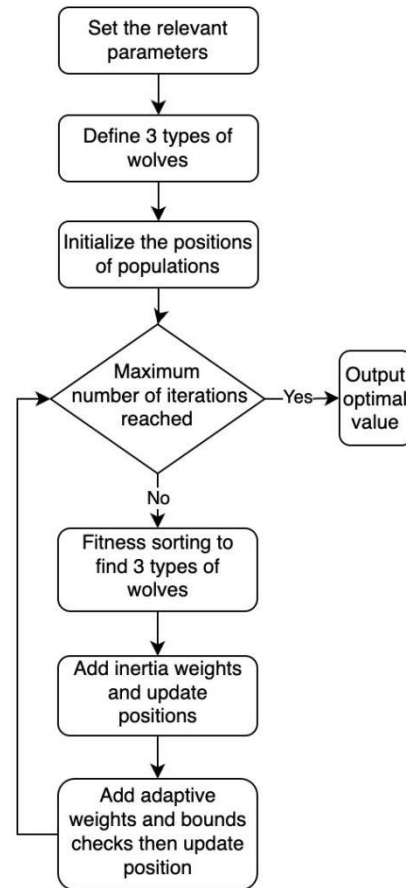 Set the relevant
parameters
Define 3 types of
wolves
Initialize the positions
of populations
Maximum
number of iterations
reached
Yes
Output
optimal
value
No
Fitness sorting to
find 3 types of
wolves
Add inertia weights
and update
positions
Add adaptive
weights and bounds
checks then update
position